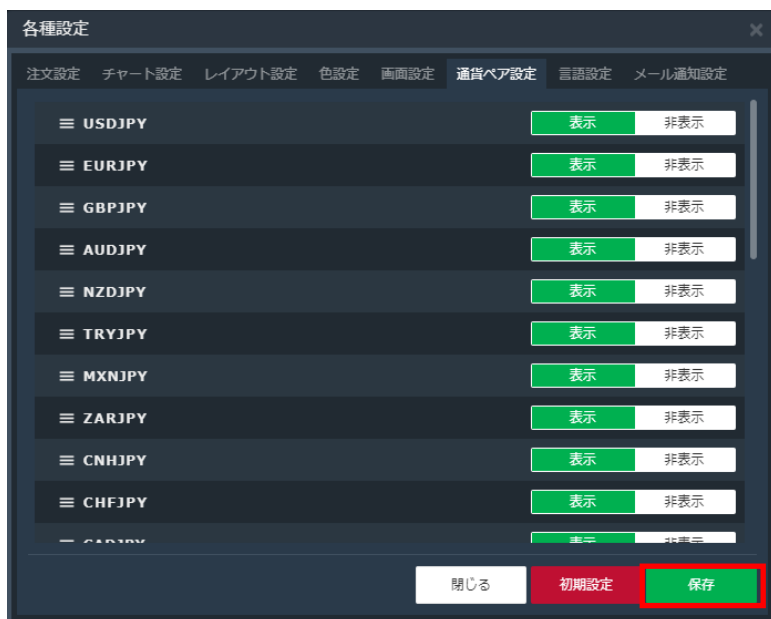 各種設定
注文設定 チャート設定 レイアウト設定 色設定 画面設定 通貨ペア設定 言語設定 メール通知設定
USDJPY 表示 非表示
EURJPY 表示 非表示
GBPJPY 表示 非表示
AUDJPY 表示 非表示
NZDJPY 表示 非表示
TRYJPY 表示 非表示
MXNJPY 表示 非表示
ZARJPY 表示 非表示
CNHJPY 表示 非表示
CHFJPY 表示 非表示
CADJPY 表示 非表示
閉じる 初期設定 保存